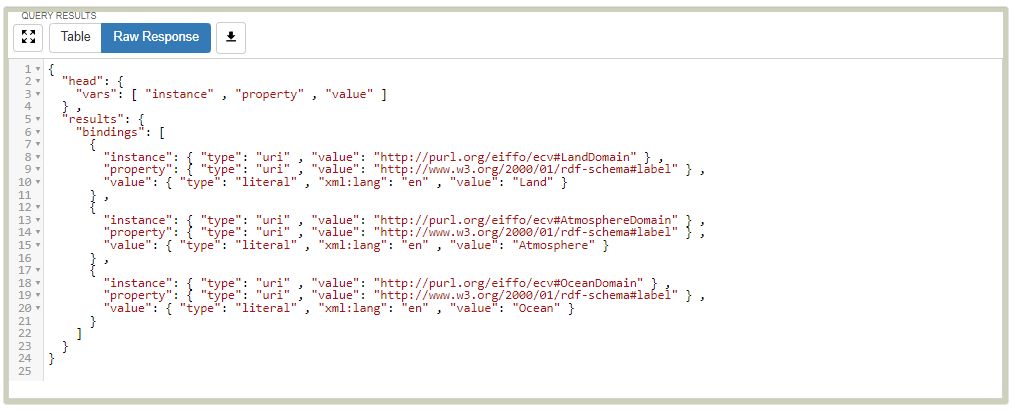 QUERY RESULTS
Table Raw Response
1 {
2   "head": {
3     "vars": [ "instance" , "property" , "value" ]
4   } ,
5   "results": {
6     "bindings": [
7       {
8         "instance": { "type": "uri" , "value": "http://purl.org/eiffo/ecv#LandDomain" } ,
9         "property": { "type": "uri" , "value": "http://www.w3.org/2000/01/rdf-schema#label" } ,
10         "value": { "type": "literal" , "xml:lang": "en" , "value": "Land" }
11       } ,
12       {
13         "instance": { "type": "uri" , "value": "http://purl.org/eiffo/ecv#AtmosphereDomain" } ,
14         "property": { "type": "uri" , "value": "http://www.w3.org/2000/01/rdf-schema#label" } ,
15         "value": { "type": "literal" , "xml:lang": "en" , "value": "Atmosphere" }
16       } ,
17       {
18         "instance": { "type": "uri" , "value": "http://purl.org/eiffo/ecv#OceanDomain" } ,
19         "property": { "type": "uri" , "value": "http://www.w3.org/2000/01/rdf-schema#label" } ,
20         "value": { "type": "literal" , "xml:lang": "en" , "value": "Ocean" }
21       }
22     ]
23   }
24 }
25